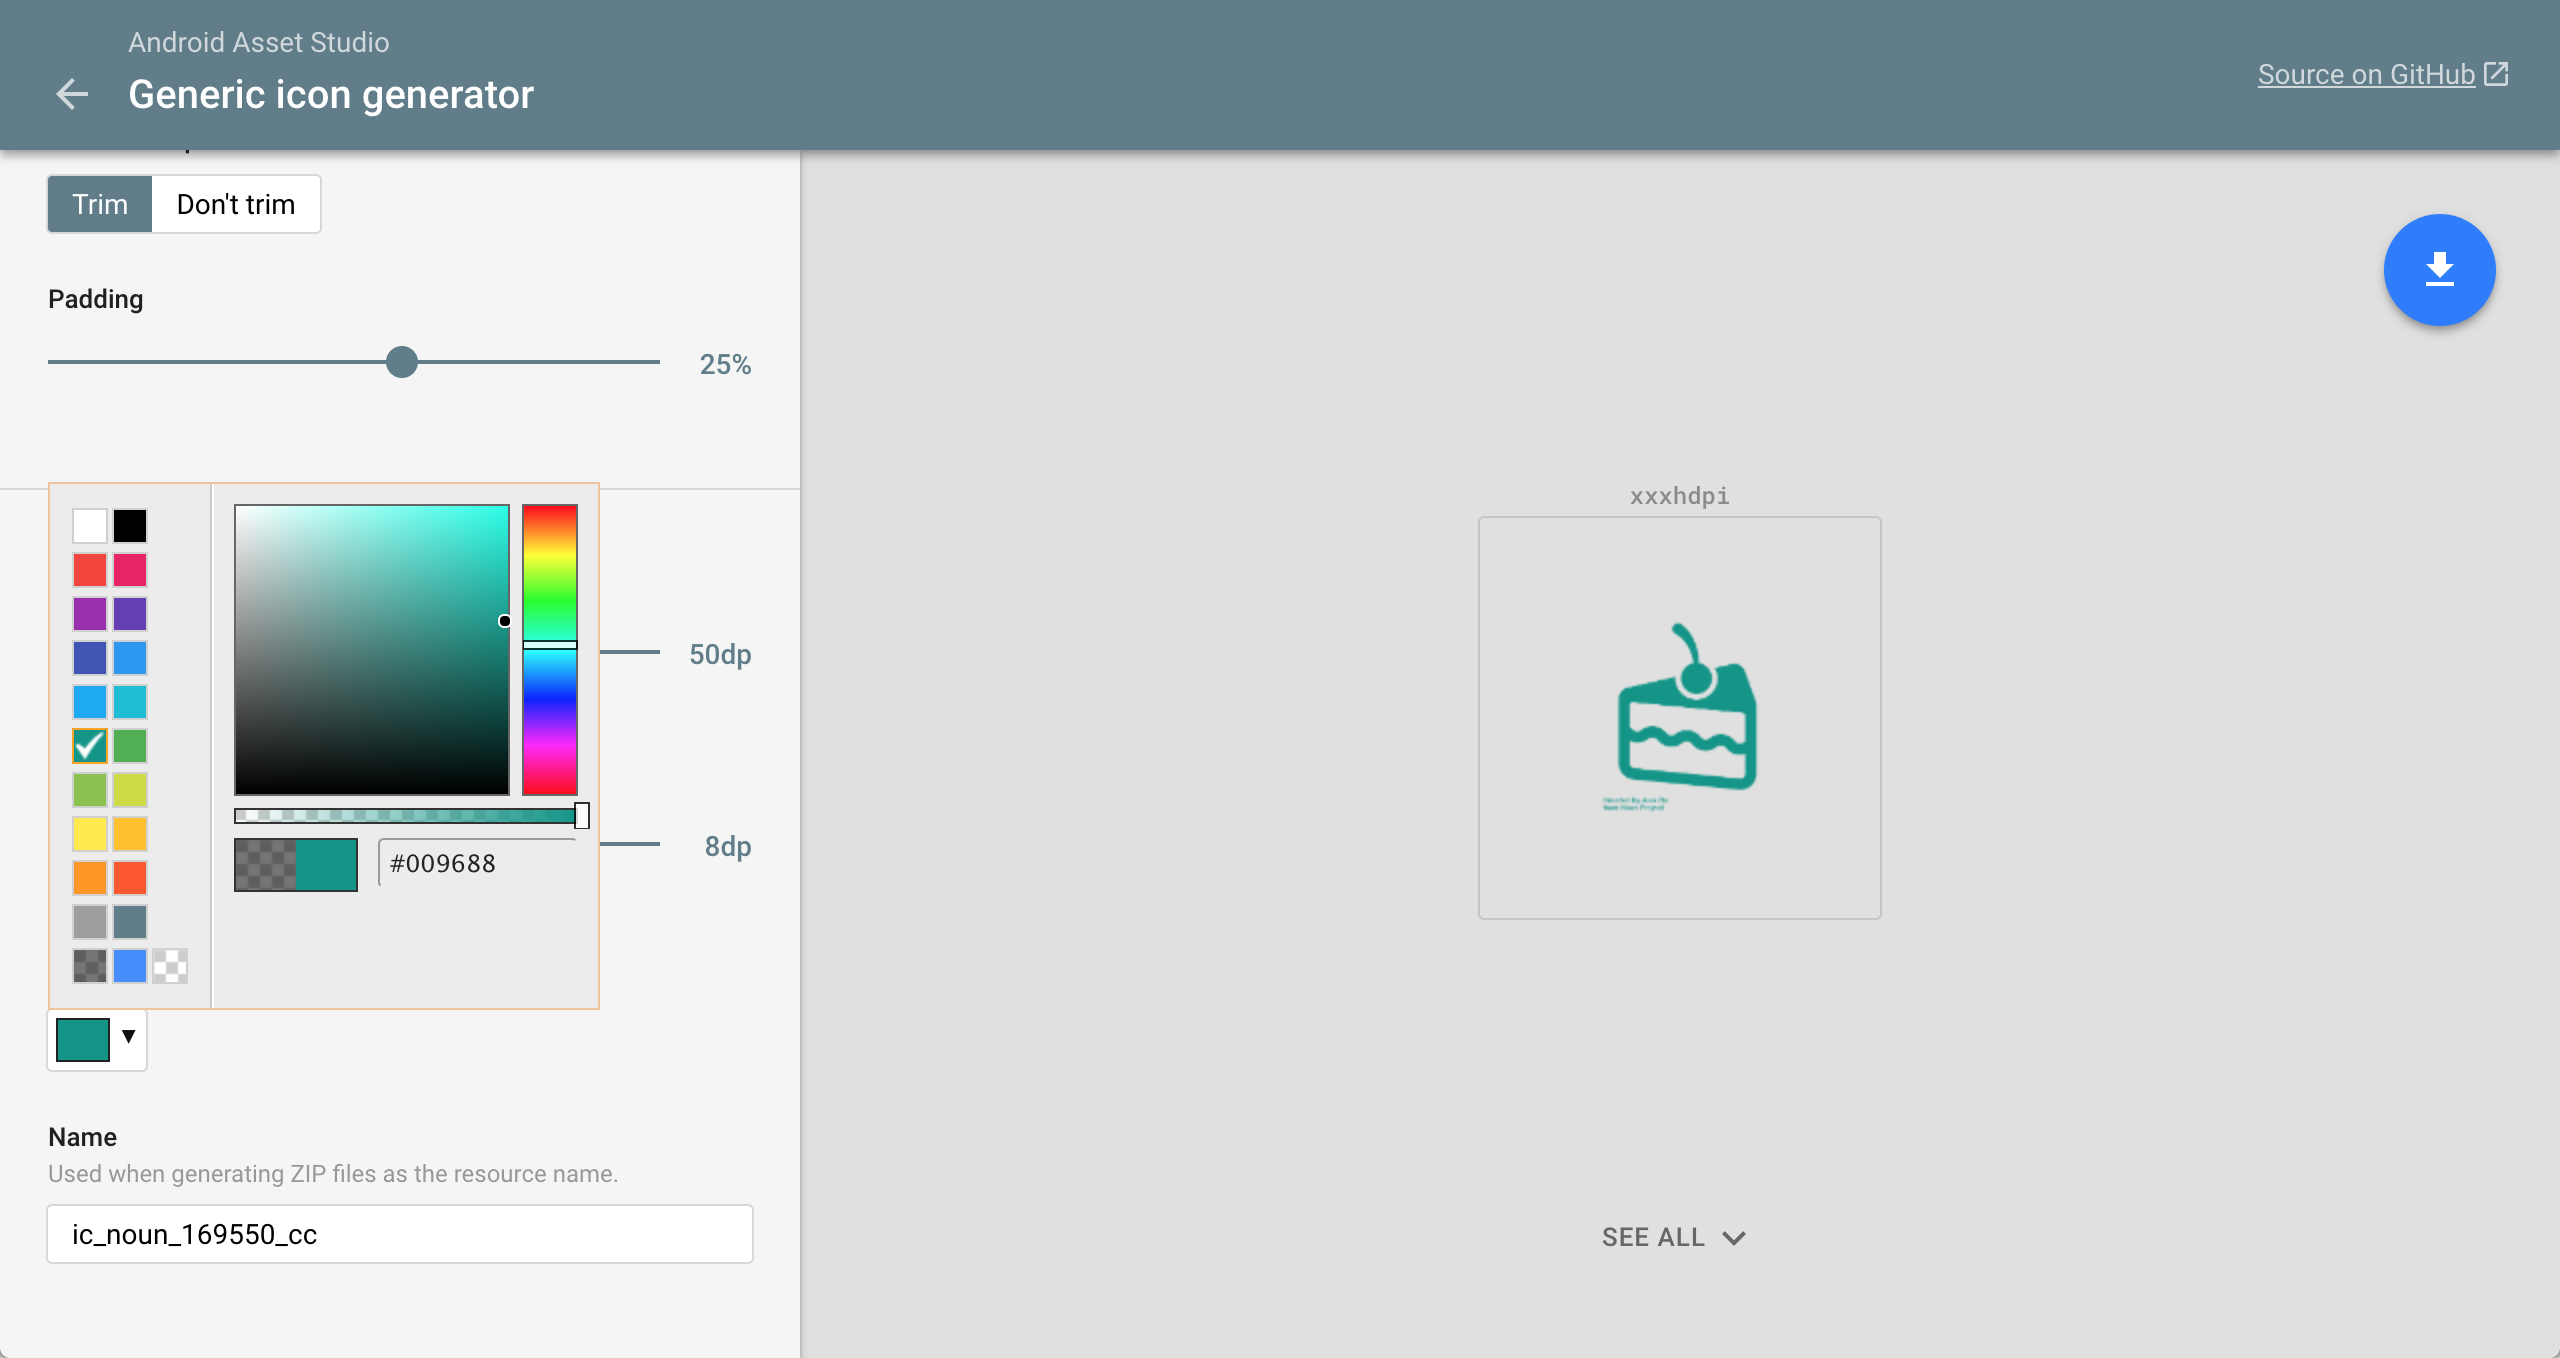 Android Asset Studio
Generic icon generator
Source on GitHub
Trim
Don't trim
Padding
25%
xxxhdpi
50dp
8dp
#009688
Name
Used when generating ZIP files as the resource name.
ic_noun_169550_cc
SEE ALL